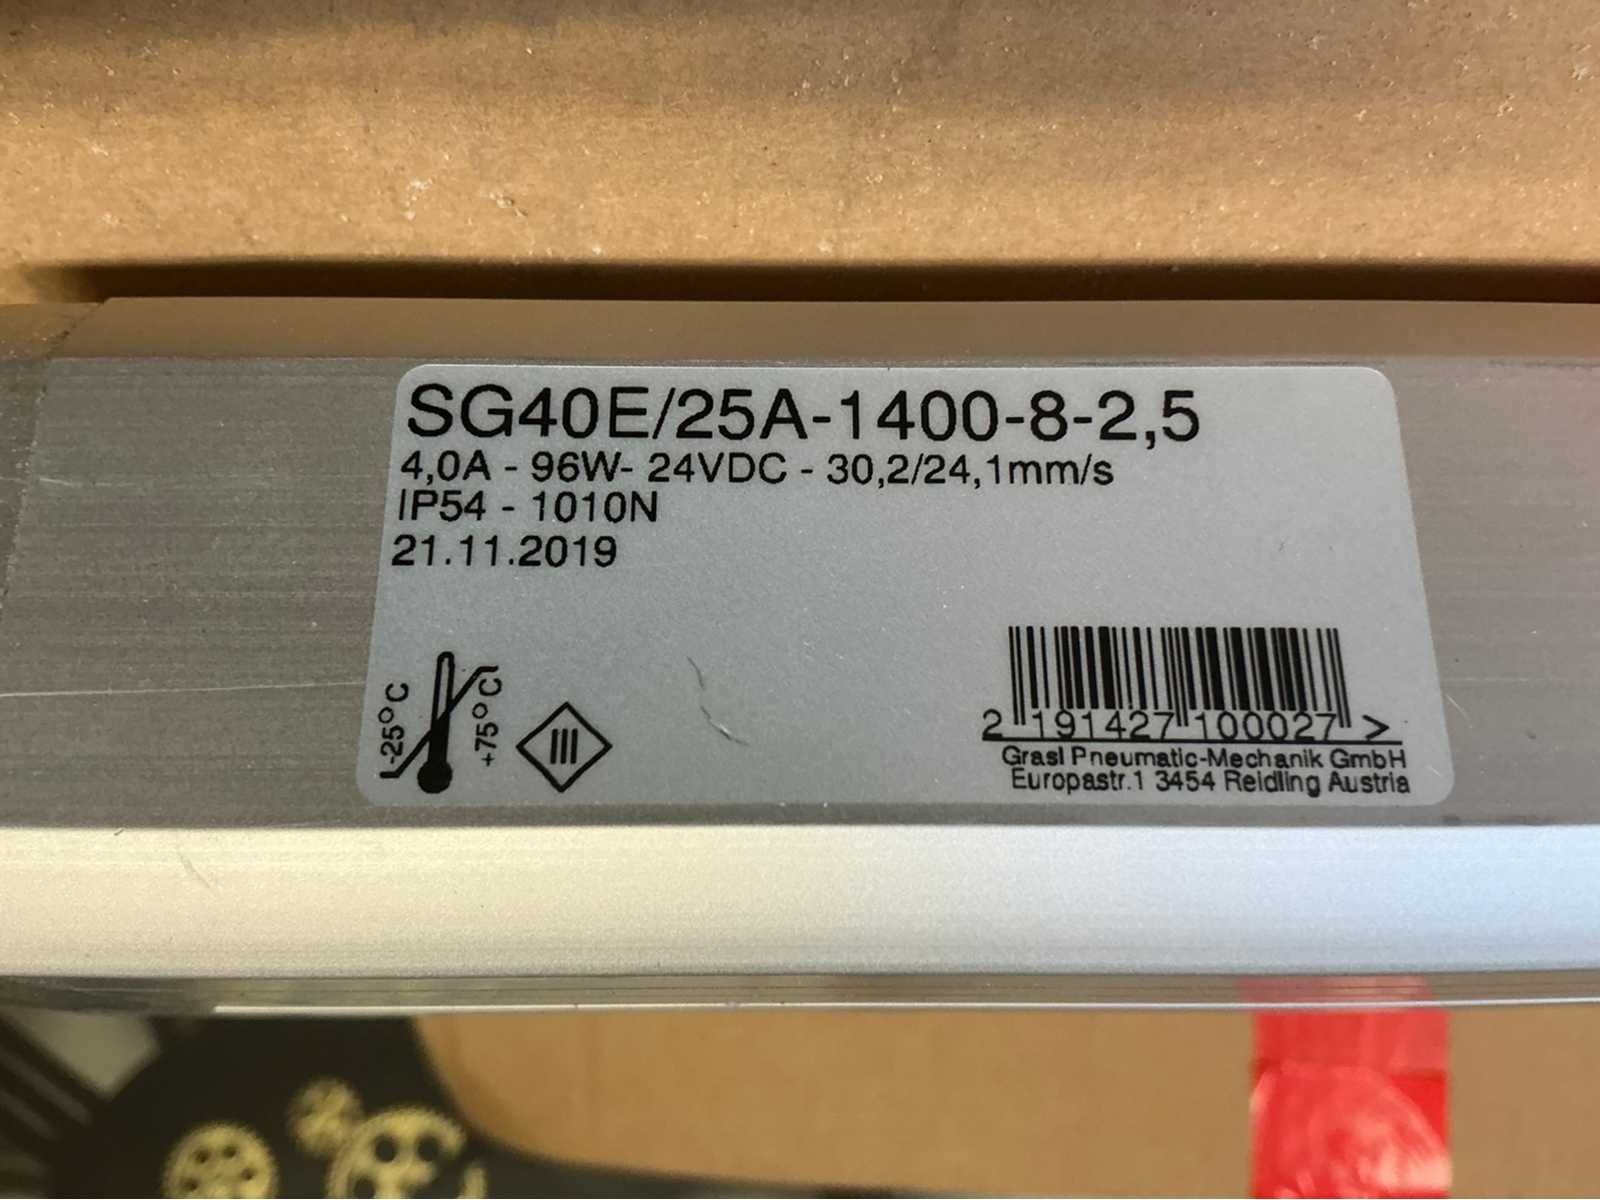 SG40E/25A-1400-8-2,5
4,0A - 96W- 24VDC - 30,2/24,1mm/s
IP54 - 1010N
21.11.2019
-25°C
+75°C
III
2 191427 100027 >
Grasl Pneumatic-Mechanik GmbH
Europastr.1 3454 Reidling Austria